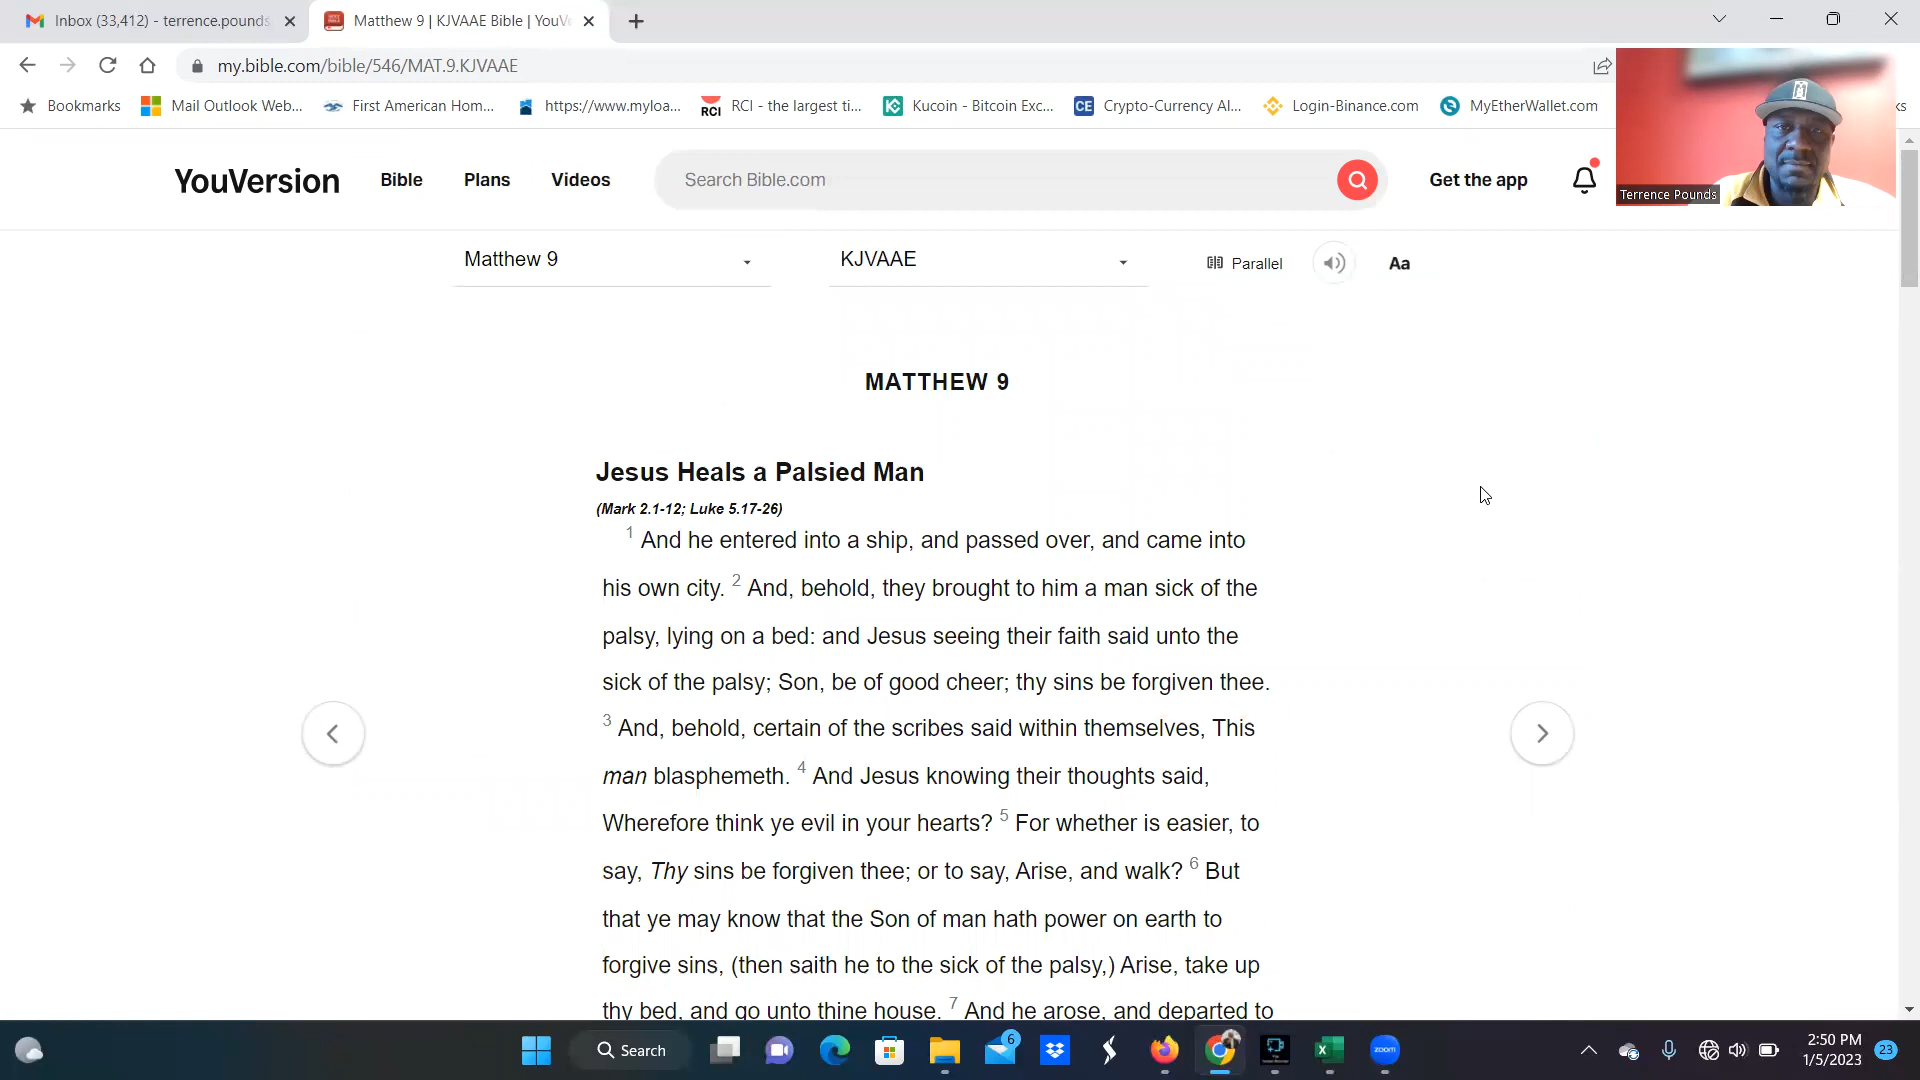 Inbox (33,412) - terrence.pounds
Matthew 9 | KJVAAE Bible | YouV
my.bible.com/bible/546/MAT.9.KJVAAE
Bookmarks
Mail Outlook Web...
First American Hom...
https://www.myloa...
RCI
RCI - the largest ti...
Kucoin - Bitcoin Exc...
CE
Crypto-Currency Al...
Login-Binance.com
MyEtherWallet.com
ks
YouVersion
Bible
Plans
Videos
Search Bible.com
Get the app
Terrence Pounds
Matthew 9
KJVAAE
Parallel
Aa
MATTHEW 9
Jesus Heals a Palsied Man
(Mark 2.1-12; Luke 5.17-26)
1 And he entered into a ship, and passed over, and came into
his own city. 2 And, behold, they brought to him a man sick of the
palsy, lying on a bed: and Jesus seeing their faith said unto the
sick of the palsy; Son, be of good cheer; thy sins be forgiven thee.
3 And, behold, certain of the scribes said within themselves, This
man blasphemeth. 4 And Jesus knowing their thoughts said,
Wherefore think ye evil in your hearts? 5 For whether is easier, to
say, Thy sins be forgiven thee; or to say, Arise, and walk? 6 But
that ye may know that the Son of man hath power on earth to
forgive sins, (then saith he to the sick of the palsy,) Arise, take up
thy bed, and go unto thine house. 7 And he arose, and departed to
Search
6
zoom
2:50 PM
1/5/2023
23